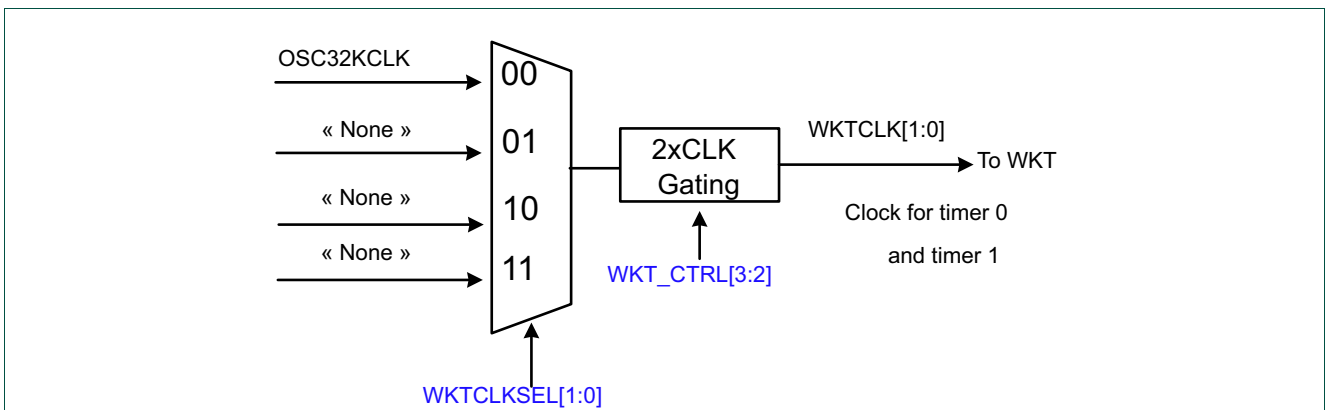 OSC32KCLK
00
« None »
01
« None »
10
« None »
11
2xCLK
Gating
WKTCLK[1:0]
To WKT
Clock for timer 0
and timer 1
WKT_CTRL[3:2]
WKTCLKSEL[1:0]